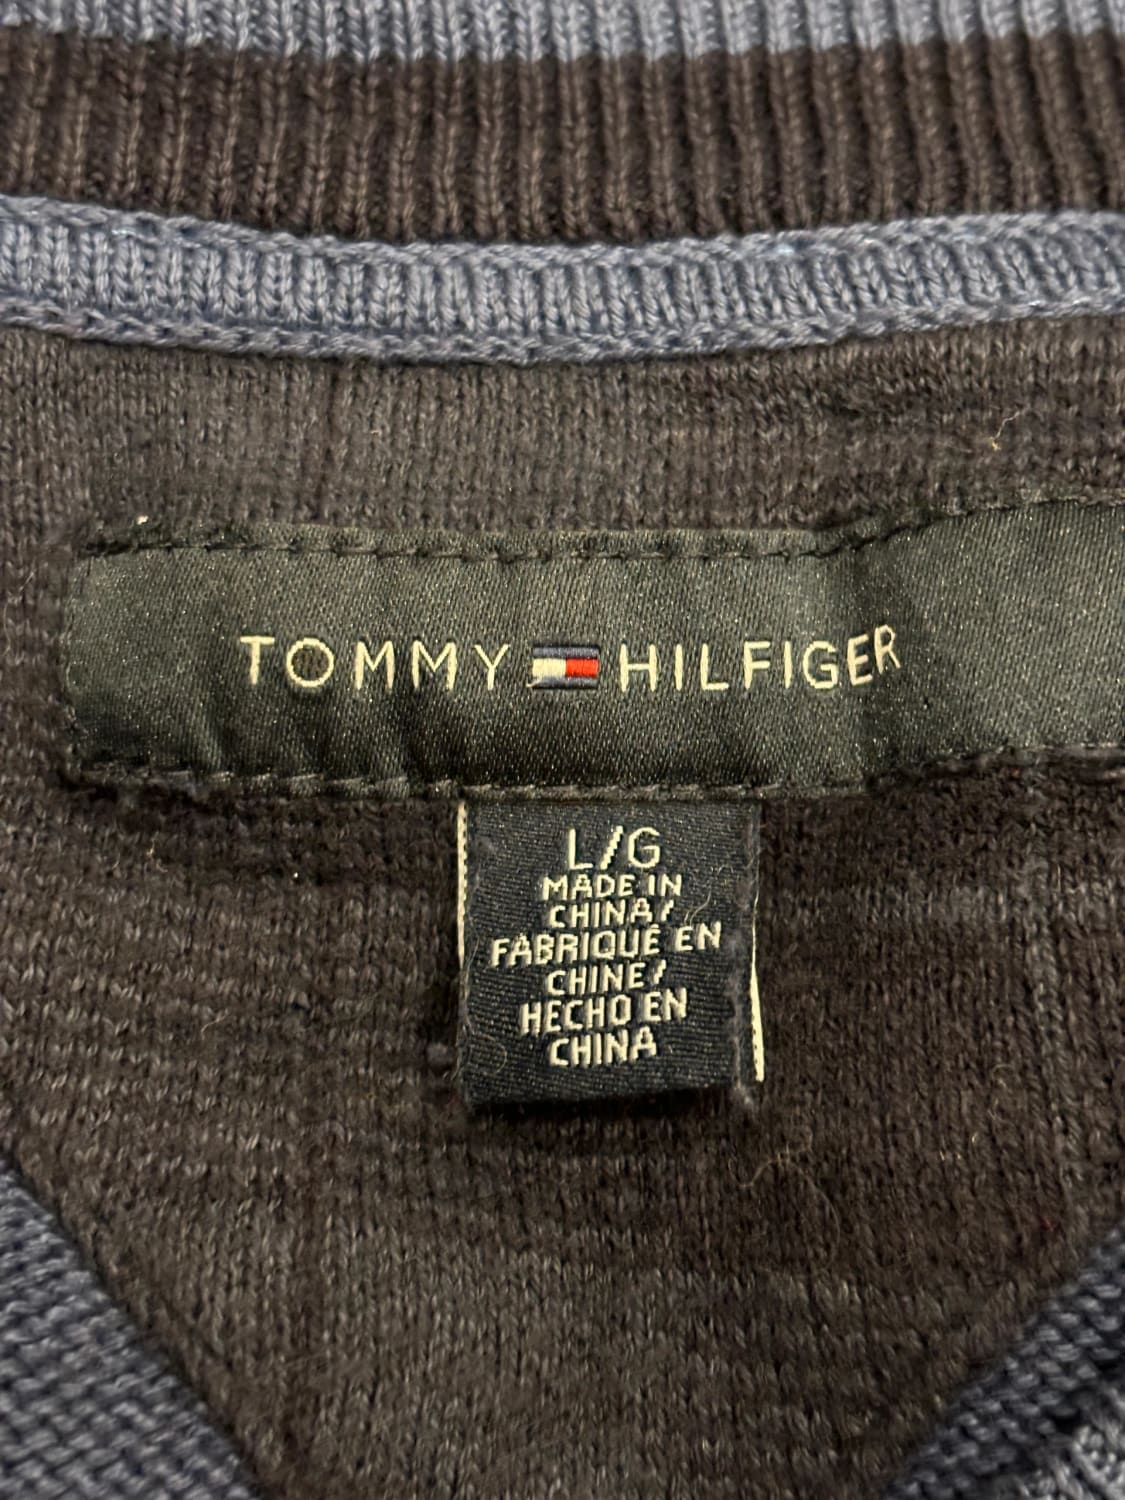 TOMMY HILFIGER
L/G
MADE IN
CHINA/
FABRIQUÉ EN
CHINE/
HECHO EN
CHINA